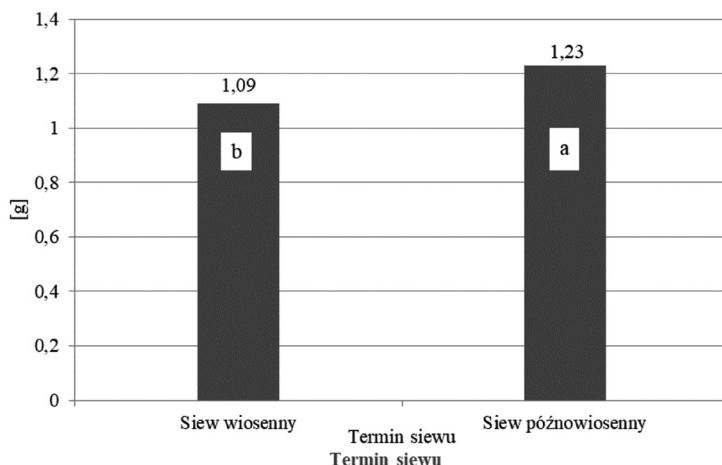 1,4
1,2
1
0,8
0,6
0,4
0,2
0
[g]
1,09
1,23
b
a
Siew wiosenny
Siew późnowiosenny
Termin siewu
Termin siewu